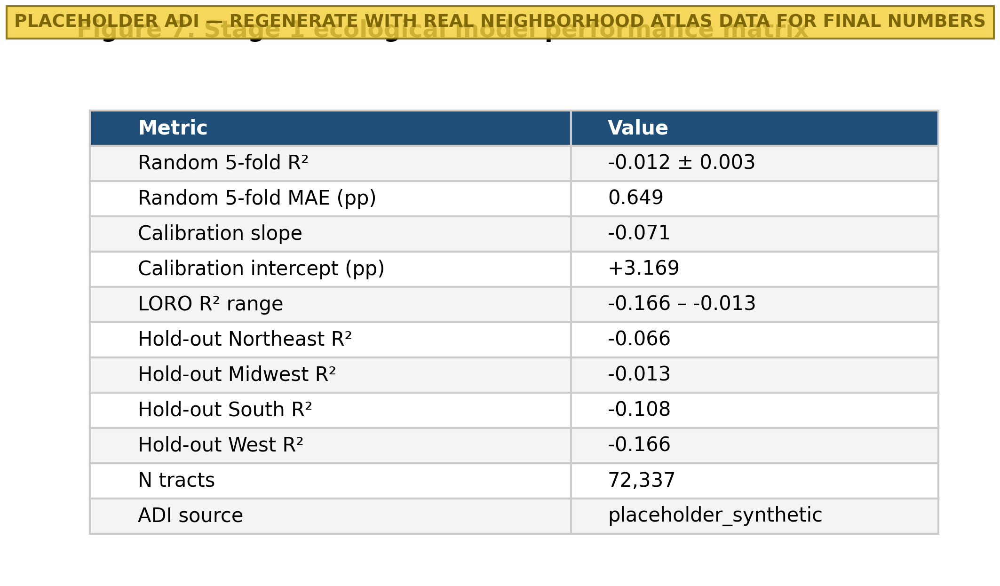 PLACEHOLDER ADI — REGENERATE WITH REAL NEIGHBORHOOD ATLAS DATA FOR FINAL NUMBERS
Figure 7. Stage 1 ecological model performance matrix
Metric Value
Random 5-fold R² -0.012 ± 0.003
Random 5-fold MAE (pp) 0.649
Calibration slope -0.071
Calibration intercept (pp) +3.169
LORO R² range -0.166 – -0.013
Hold-out Northeast R² -0.066
Hold-out Midwest R² -0.013
Hold-out South R² -0.108
Hold-out West R² -0.166
N tracts 72,337
ADI source placeholder_synthetic